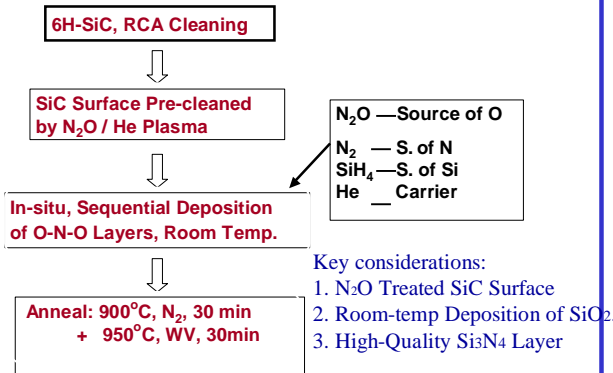 6H-SiC, RCA Cleaning
SiC Surface Pre-cleaned
by N₂O / He Plasma
N₂O —Source of O
N₂ — S. of N
SiH₄ —S. of Si
He __ Carrier
In-situ, Sequential Deposition
of O-N-O Layers, Room Temp.
Anneal: 900°C, N₂, 30 min
+ 950°C, WV, 30min
Key considerations:
1. N₂O Treated SiC Surface
2. Room-temp Deposition of SiO₂.
3. High-Quality Si₃N₄ Layer